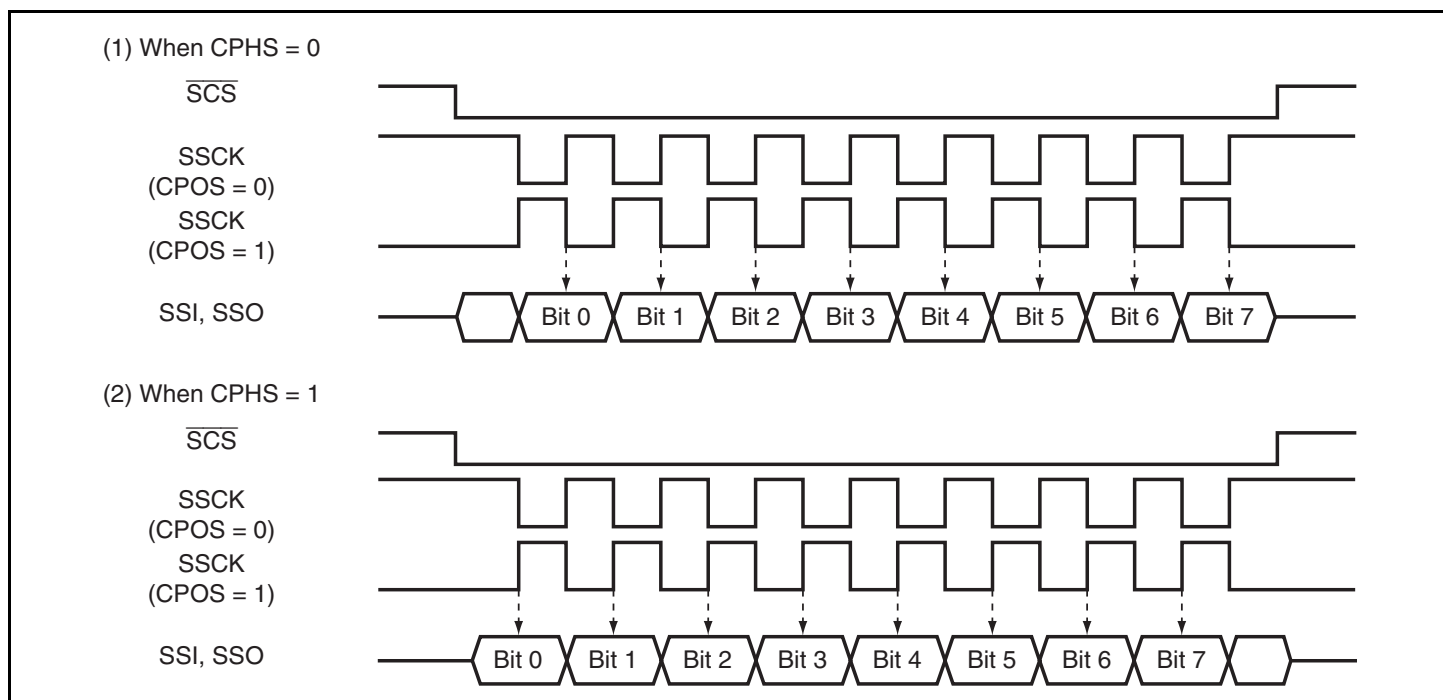 (1) When CPHS = 0
SCS
SSCK
(CPOS = 0)
SSCK
(CPOS = 1)
SSI, SSO
Bit 0 Bit 1 Bit 2 Bit 3 Bit 4 Bit 5 Bit 6 Bit 7
(2) When CPHS = 1
SCS
SSCK
(CPOS = 0)
SSCK
(CPOS = 1)
SSI, SSO
Bit 0 Bit 1 Bit 2 Bit 3 Bit 4 Bit 5 Bit 6 Bit 7